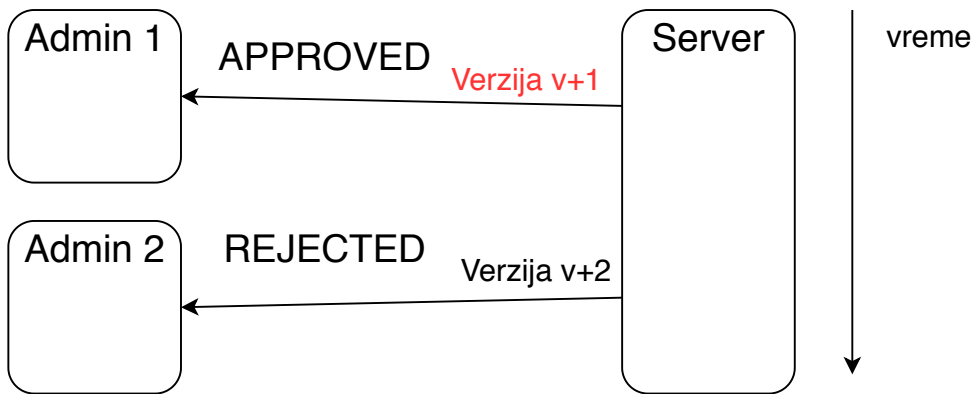 Admin 1
APPROVED
Verzija v+1
Server
vreme
Admin 2
REJECTED
Verzija v+2